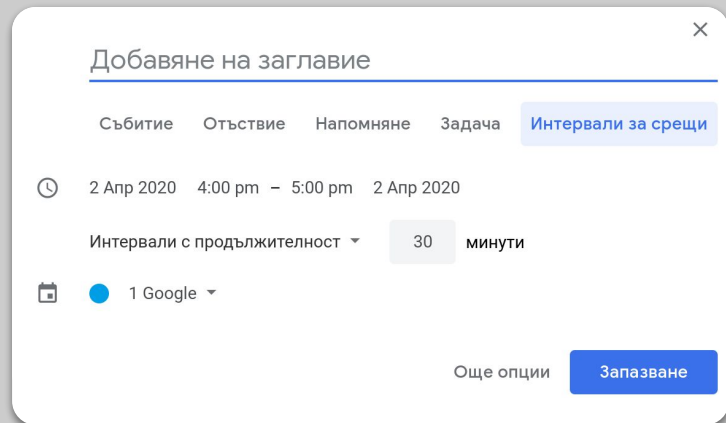 Добавяне на заглавие
Събитие Отъствие Напомняне Задача Интервали за срещи
2 Апр 2020 4:00 pm – 5:00 pm 2 Апр 2020
Интервали с продължителност 30 минути
1 Google
Още опции Запазване